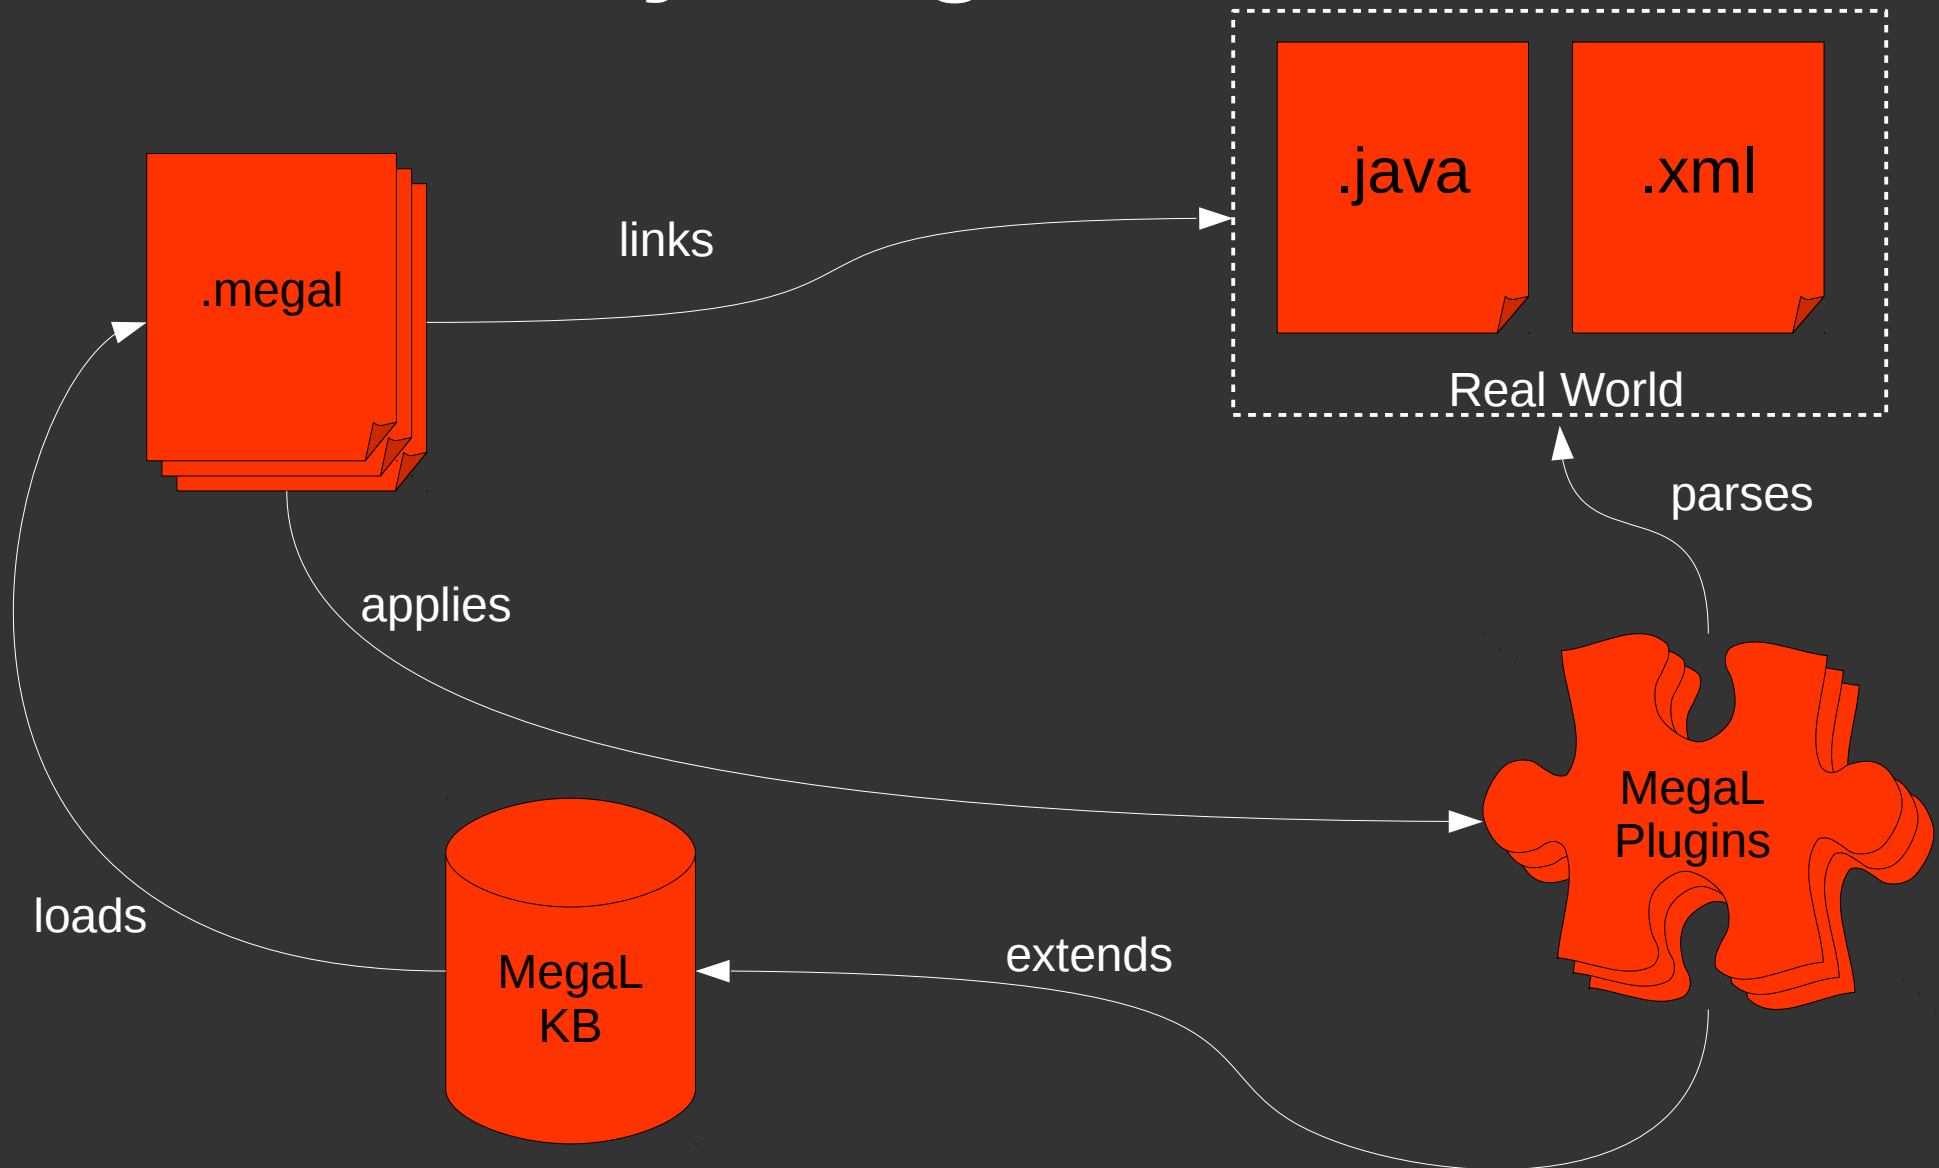 .java
.xml
.megal
links
Real World
parses
applies
MegaL
Plugins
loads
extends
MegaL
KB